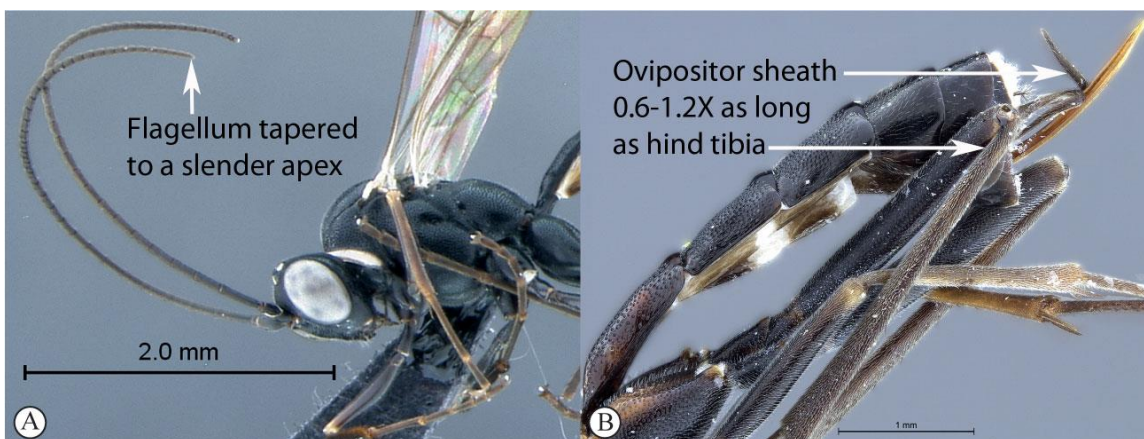 Flagellum tapered
to a slender apex
2.0 mm
A
Ovipositor sheath
0.6-1.2X as long
as hind tibia
1 mm
B